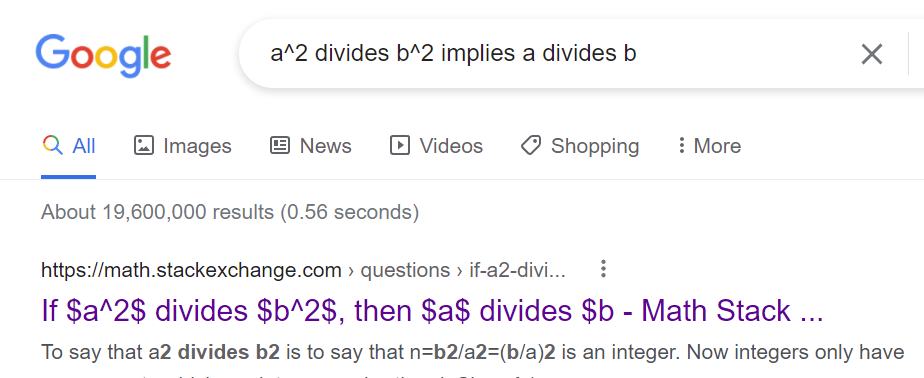 Google
a^2 divides b^2 implies a divides b
All Images News Videos Shopping More
About 19,600,000 results (0.56 seconds)
https://math.stackexchange.com › questions › if-a2-divi...
If $a^2$ divides $b^2$, then $a$ divides $b - Math Stack ...
To say that a2 divides b2 is to say that n=b2/a2=(b/a)2 is an integer. Now integers only have